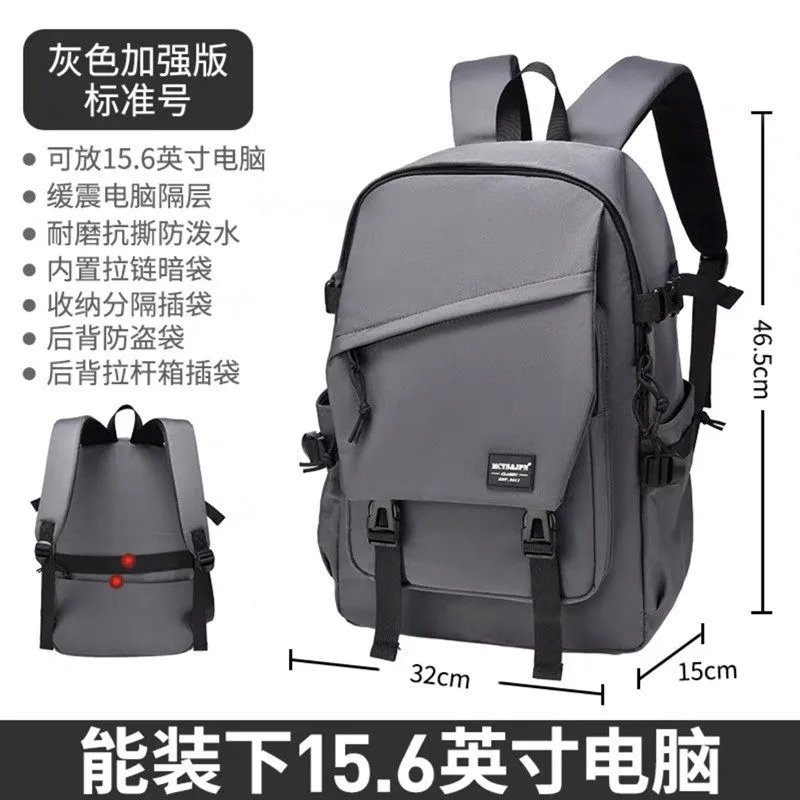 灰色加强版
标准号
可放15.6英寸电脑
缓震电脑隔层
耐磨抗撕防泼水
内置拉链暗袋
收纳分隔插袋
后背防盗袋
后背拉杆箱插袋
46.5cm
MCYS&JPN
CLASSIC
32cm
15cm
能装下15.6英寸电脑